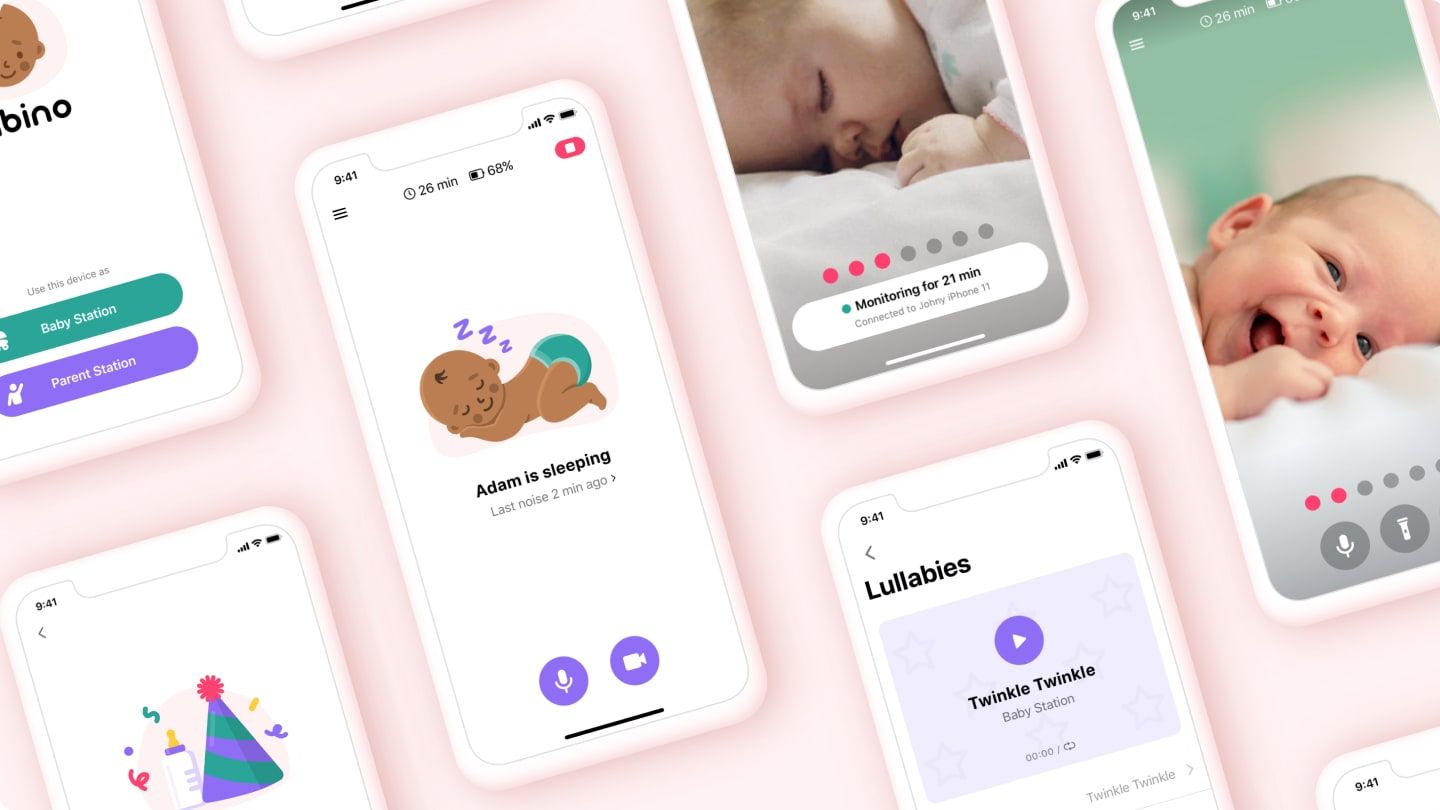 bino
Use this device as
Baby Station
Parent Station
9:41
9:41
26 min
68%
Adam is sleeping
Last noise 2 min ago
Monitoring for 21 min
Connected to Johny iPhone 11
9:41
26 min
9:41
Lullabies
Twinkle Twinkle
Baby Station
00:00 /
Twinkle Twinkle
9:41